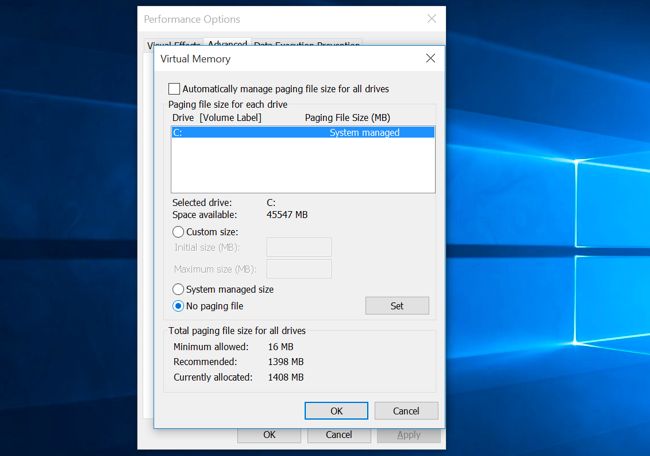 Performance Options
Visual Effects Advanced Data Execution Prevention
Virtual Memory
Automatically manage paging file size for all drives
Paging file size for each drive
Drive [Volume Label] Paging File Size (MB)
C: System managed
Selected drive: C:
Space available: 45547 MB
Custom size:
Initial size (MB):
Maximum size (MB):
System managed size
No paging file Set
Total paging file size for all drives
Minimum allowed: 16 MB
Recommended: 1398 MB
Currently allocated: 1408 MB
OK Cancel
OK Cancel Apply